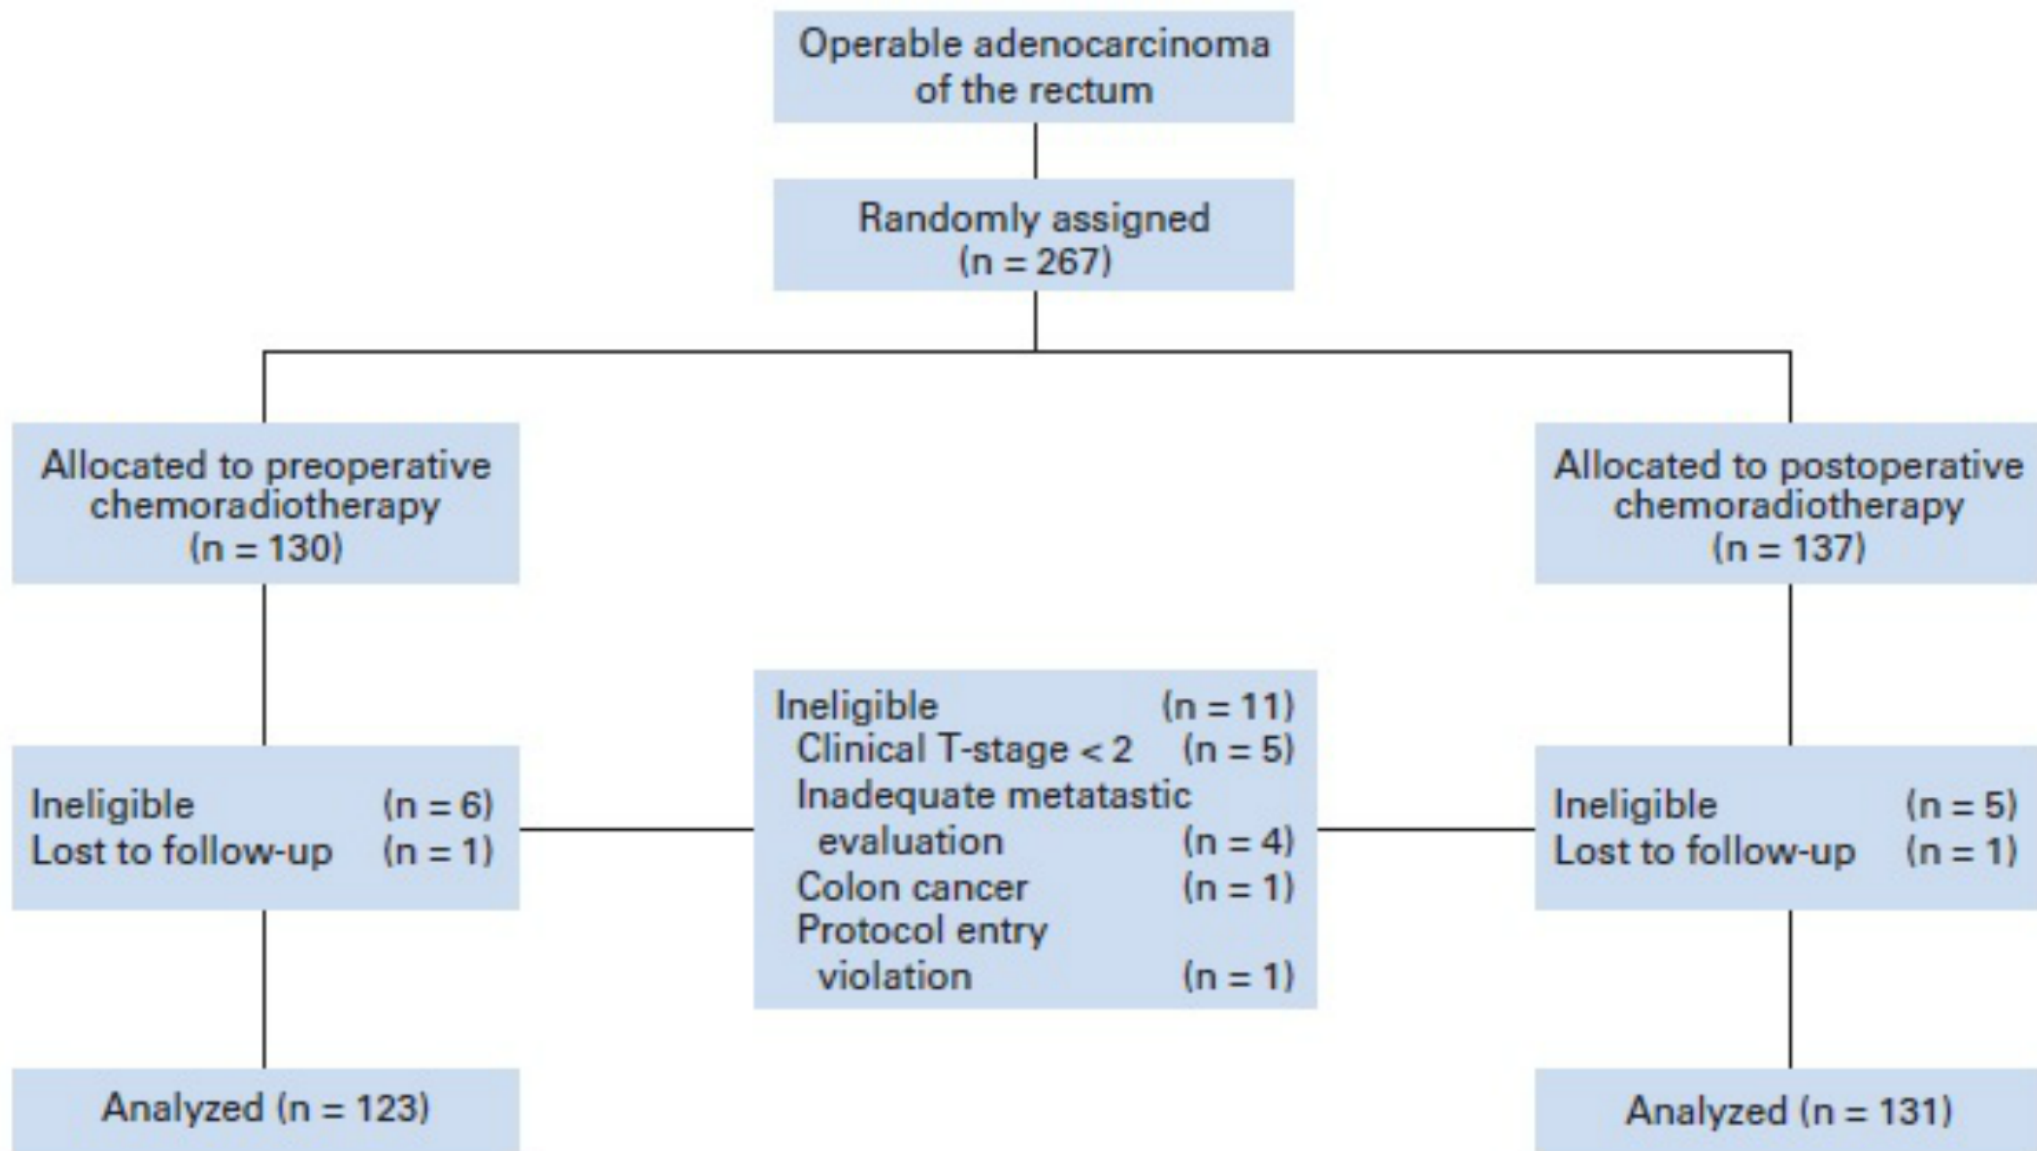 Operable adenocarcinoma
of the rectum
Randomly assigned
(n = 267)
Allocated to preoperative
chemoradiotherapy
(n = 130)
Allocated to postoperative
chemoradiotherapy
(n = 137)
Ineligible (n = 6)
Lost to follow-up (n = 1)
Ineligible (n = 11)
Clinical T-stage < 2 (n = 5)
Inadequate metatastic
evaluation (n = 4)
Colon cancer (n = 1)
Protocol entry
violation (n = 1)
Ineligible (n = 5)
Lost to follow-up (n = 1)
Analyzed (n = 123)
Analyzed (n = 131)